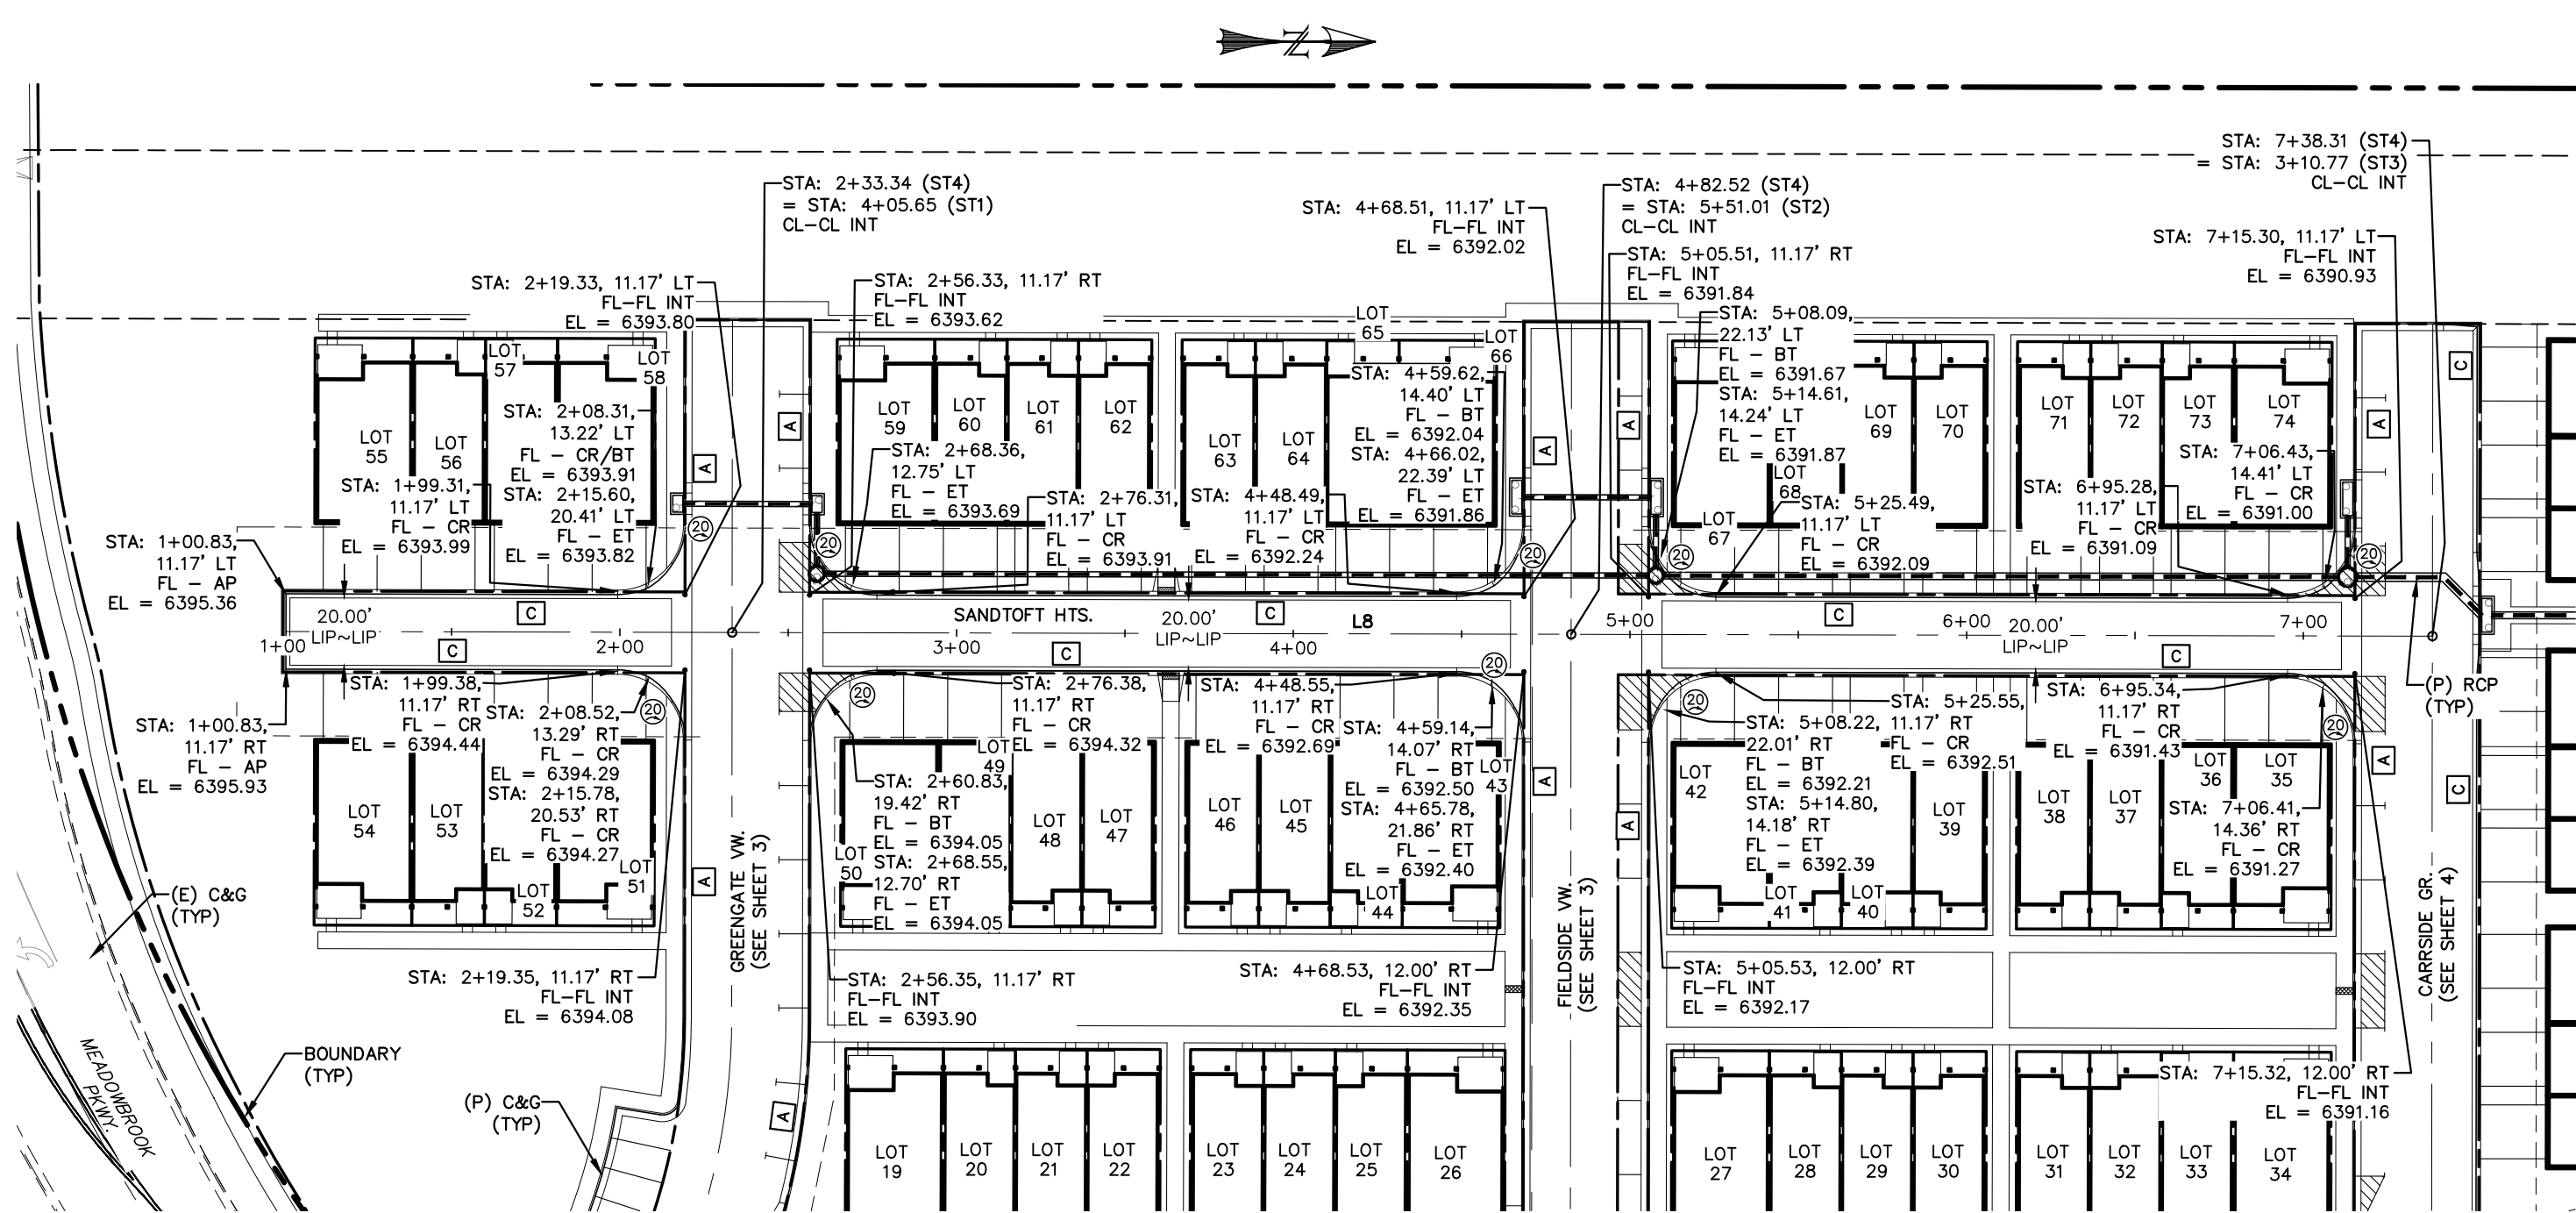 N
STA: 7+38.31 (ST4)
= STA: 3+10.77 (ST3)
CL-CL INT
STA: 2+33.34 (ST4)
= STA: 4+05.65 (ST1)
CL-CL INT
STA: 4+68.51, 11.17' LT
FL-FL INT
EL = 6392.02
STA: 4+82.52 (ST4)
= STA: 5+51.01 (ST2)
CL-CL INT
STA: 7+15.30, 11.17' LT
FL-FL INT
EL = 6390.93
STA: 2+19.33, 11.17' LT
FL-FL INT
EL = 6393.80
STA: 2+56.33, 11.17' RT
FL-FL INT
EL = 6393.62
STA: 5+05.51, 11.17' RT
FL-FL INT
EL = 6391.84
STA: 5+08.09,
22.13' LT
FL - BT
EL = 6391.67
STA: 5+14.61,
14.24' LT
FL - ET
EL = 6391.87
LOT
55
LOT
56
LOT
57
LOT
58
LOT
59
LOT
60
LOT
61
LOT
62
LOT
63
LOT
64
LOT
65
LOT
66
LOT
67
LOT
68
LOT
69
LOT
70
LOT
71
LOT
72
LOT
73
LOT
74
STA: 2+08.31,
13.22' LT
FL - CR/BT
EL = 6393.91
STA: 2+15.60,
20.41' LT
FL - ET
EL = 6393.82
STA: 1+99.31,
11.17' LT
FL - CR
EL = 6393.99
STA: 1+00.83,
11.17' LT
FL - AP
EL = 6395.36
STA: 2+68.36,
12.75' LT
FL - ET
EL = 6393.69
STA: 2+76.31,
11.17' LT
FL - CR
EL = 6393.91
STA: 4+48.49,
11.17' LT
FL - CR
EL = 6392.24
STA: 4+59.62,
14.40' LT
FL - BT
EL = 6392.04
STA: 4+66.02,
22.39' LT
FL - ET
EL = 6391.86
STA: 5+25.49,
11.17' LT
FL - CR
EL = 6392.09
STA: 6+95.28,
11.17' LT
FL - CR
EL = 6391.09
STA: 7+06.43,
14.41' LT
FL - CR
EL = 6391.00
A
A
A
A
A
C
20
20
20
20
20
20.00'
LIP~LIP
C
SANDTOFT HTS.
20.00'
LIP~LIP
C
L8
C
20.00'
LIP~LIP
1+00
2+00
3+00
4+00
5+00
6+00
7+00
C
C
C
(P) RCP
(TYP)
STA: 1+00.83,
11.17' RT
FL - AP
EL = 6395.93
STA: 1+99.38,
11.17' RT
FL - CR
EL = 6394.44
STA: 2+08.52,
13.29' RT
FL - CR
EL = 6394.29
STA: 2+15.78,
20.53' RT
FL - CR
EL = 6394.27
20
20
20
20
20
STA: 2+76.38,
11.17' RT
FL - CR
EL = 6394.32
STA: 2+60.83,
19.42' RT
FL - BT
EL = 6394.05
STA: 2+68.55,
12.70' RT
FL - ET
EL = 6394.05
STA: 4+48.55,
11.17' RT
FL - CR
EL = 6392.69
STA: 4+59.14,
14.07' RT
FL - BT
EL = 6392.50
STA: 4+65.78,
21.86' RT
FL - ET
EL = 6392.40
STA: 5+08.22,
22.01' RT
FL - BT
EL = 6392.21
STA: 5+14.80,
14.18' RT
FL - ET
EL = 6392.39
STA: 5+25.55,
11.17' RT
FL - CR
EL = 6392.51
STA: 6+95.34,
11.17' RT
FL - CR
EL = 6391.43
STA: 7+06.41,
14.36' RT
FL - CR
EL = 6391.27
LOT
54
LOT
53
LOT
52
LOT
51
LOT
50
LOT
49
LOT
48
LOT
47
LOT
46
LOT
45
LOT
44
LOT
43
LOT
42
LOT
41
LOT
40
LOT
39
LOT
38
LOT
37
LOT
36
LOT
35
A
A
A
A
C
GREENGATE VW.
(SEE SHEET 3)
FIELDSIDE VW.
(SEE SHEET 3)
CARRSIDE GR.
(SEE SHEET 4)
(E) C&G
(TYP)
STA: 2+19.35, 11.17' RT
FL-FL INT
EL = 6394.08
STA: 2+56.35, 11.17' RT
FL-FL INT
EL = 6393.90
STA: 4+68.53, 12.00' RT
FL-FL INT
EL = 6392.35
STA: 5+05.53, 12.00' RT
FL-FL INT
EL = 6392.17
STA: 7+15.32, 12.00' RT
FL-FL INT
EL = 6391.16
BOUNDARY
(TYP)
MEADOWBROOK
PKWY.
(P) C&G
(TYP)
A
LOT
19
LOT
20
LOT
21
LOT
22
LOT
23
LOT
24
LOT
25
LOT
26
LOT
27
LOT
28
LOT
29
LOT
30
LOT
31
LOT
32
LOT
33
LOT
34